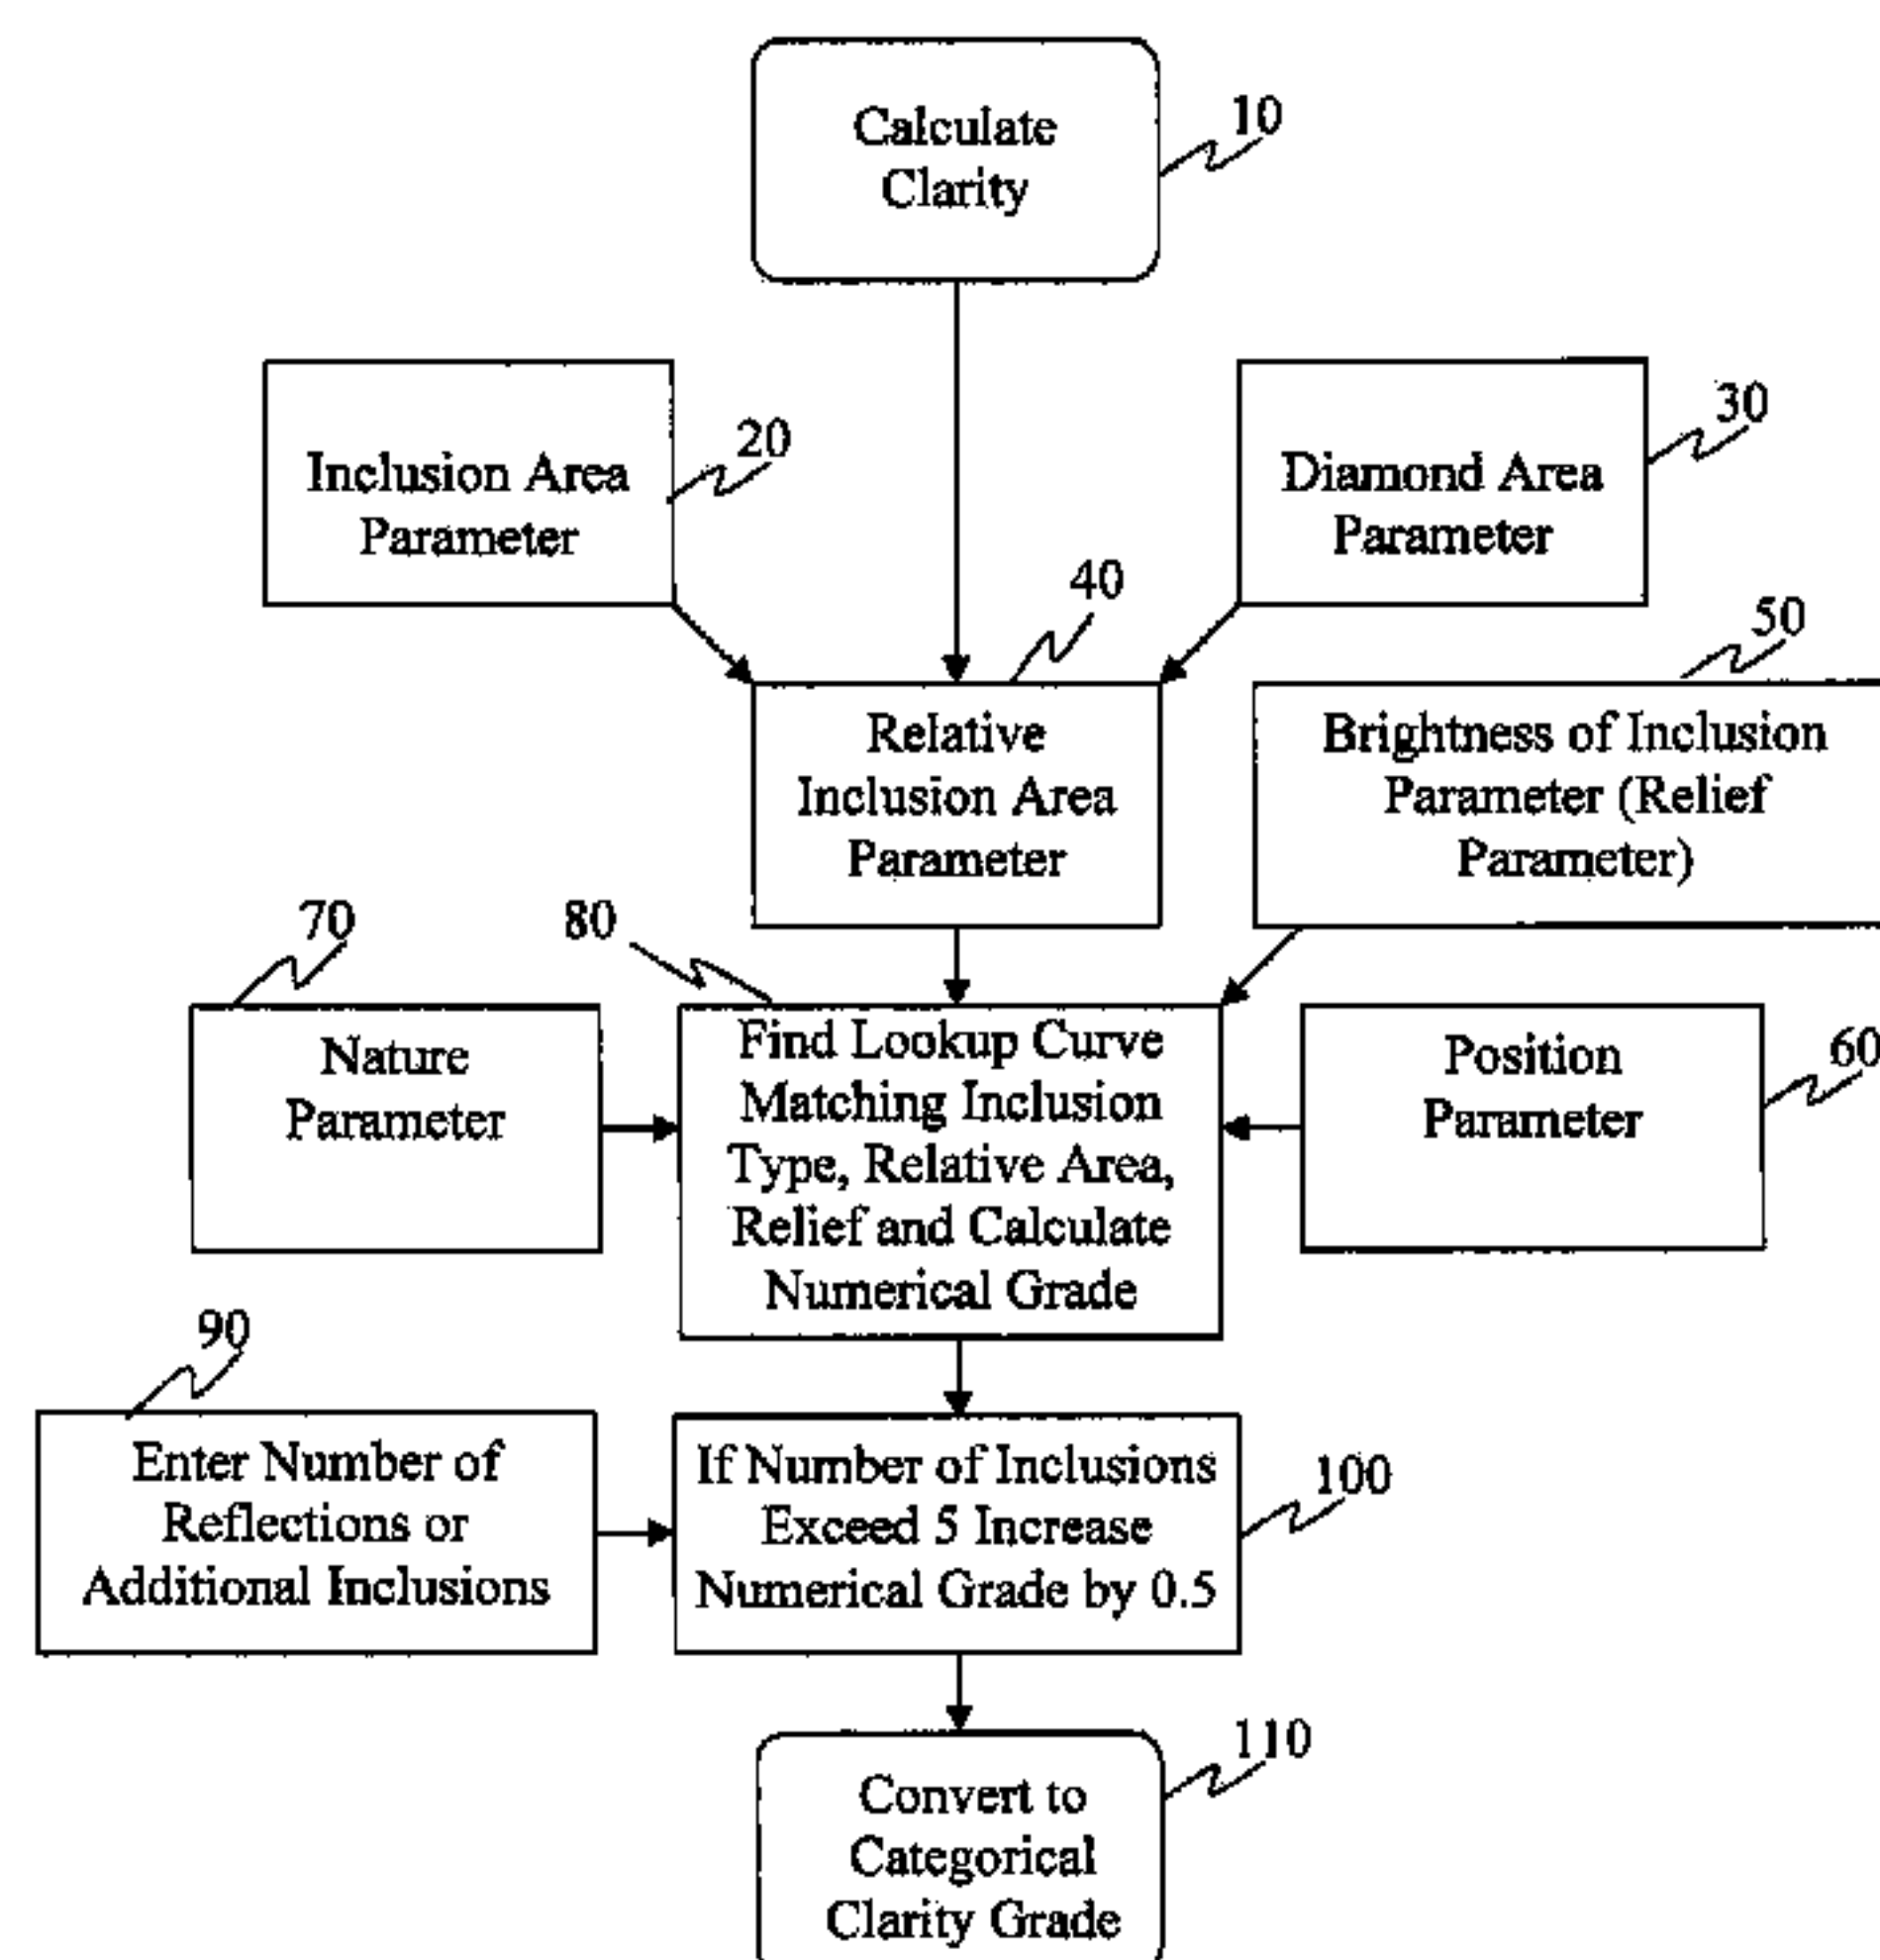 Calculate
Clarity
10
Inclusion Area
Parameter
20
Diamond Area
Parameter
30
40
Relative
Inclusion Area
Parameter
50
Brightness of Inclusion
Parameter (Relief
Parameter)
70
Nature
Parameter
80
Find Lookup Curve
Matching Inclusion
Type, Relative Area,
Relief and Calculate
Numerical Grade
Position
Parameter
60
90
Enter Number of
Reflections or
Additional Inclusions
If Number of Inclusions
Exceed 5 Increase
Numerical Grade by 0.5
100
Convert to
Categorical
Clarity Grade
110